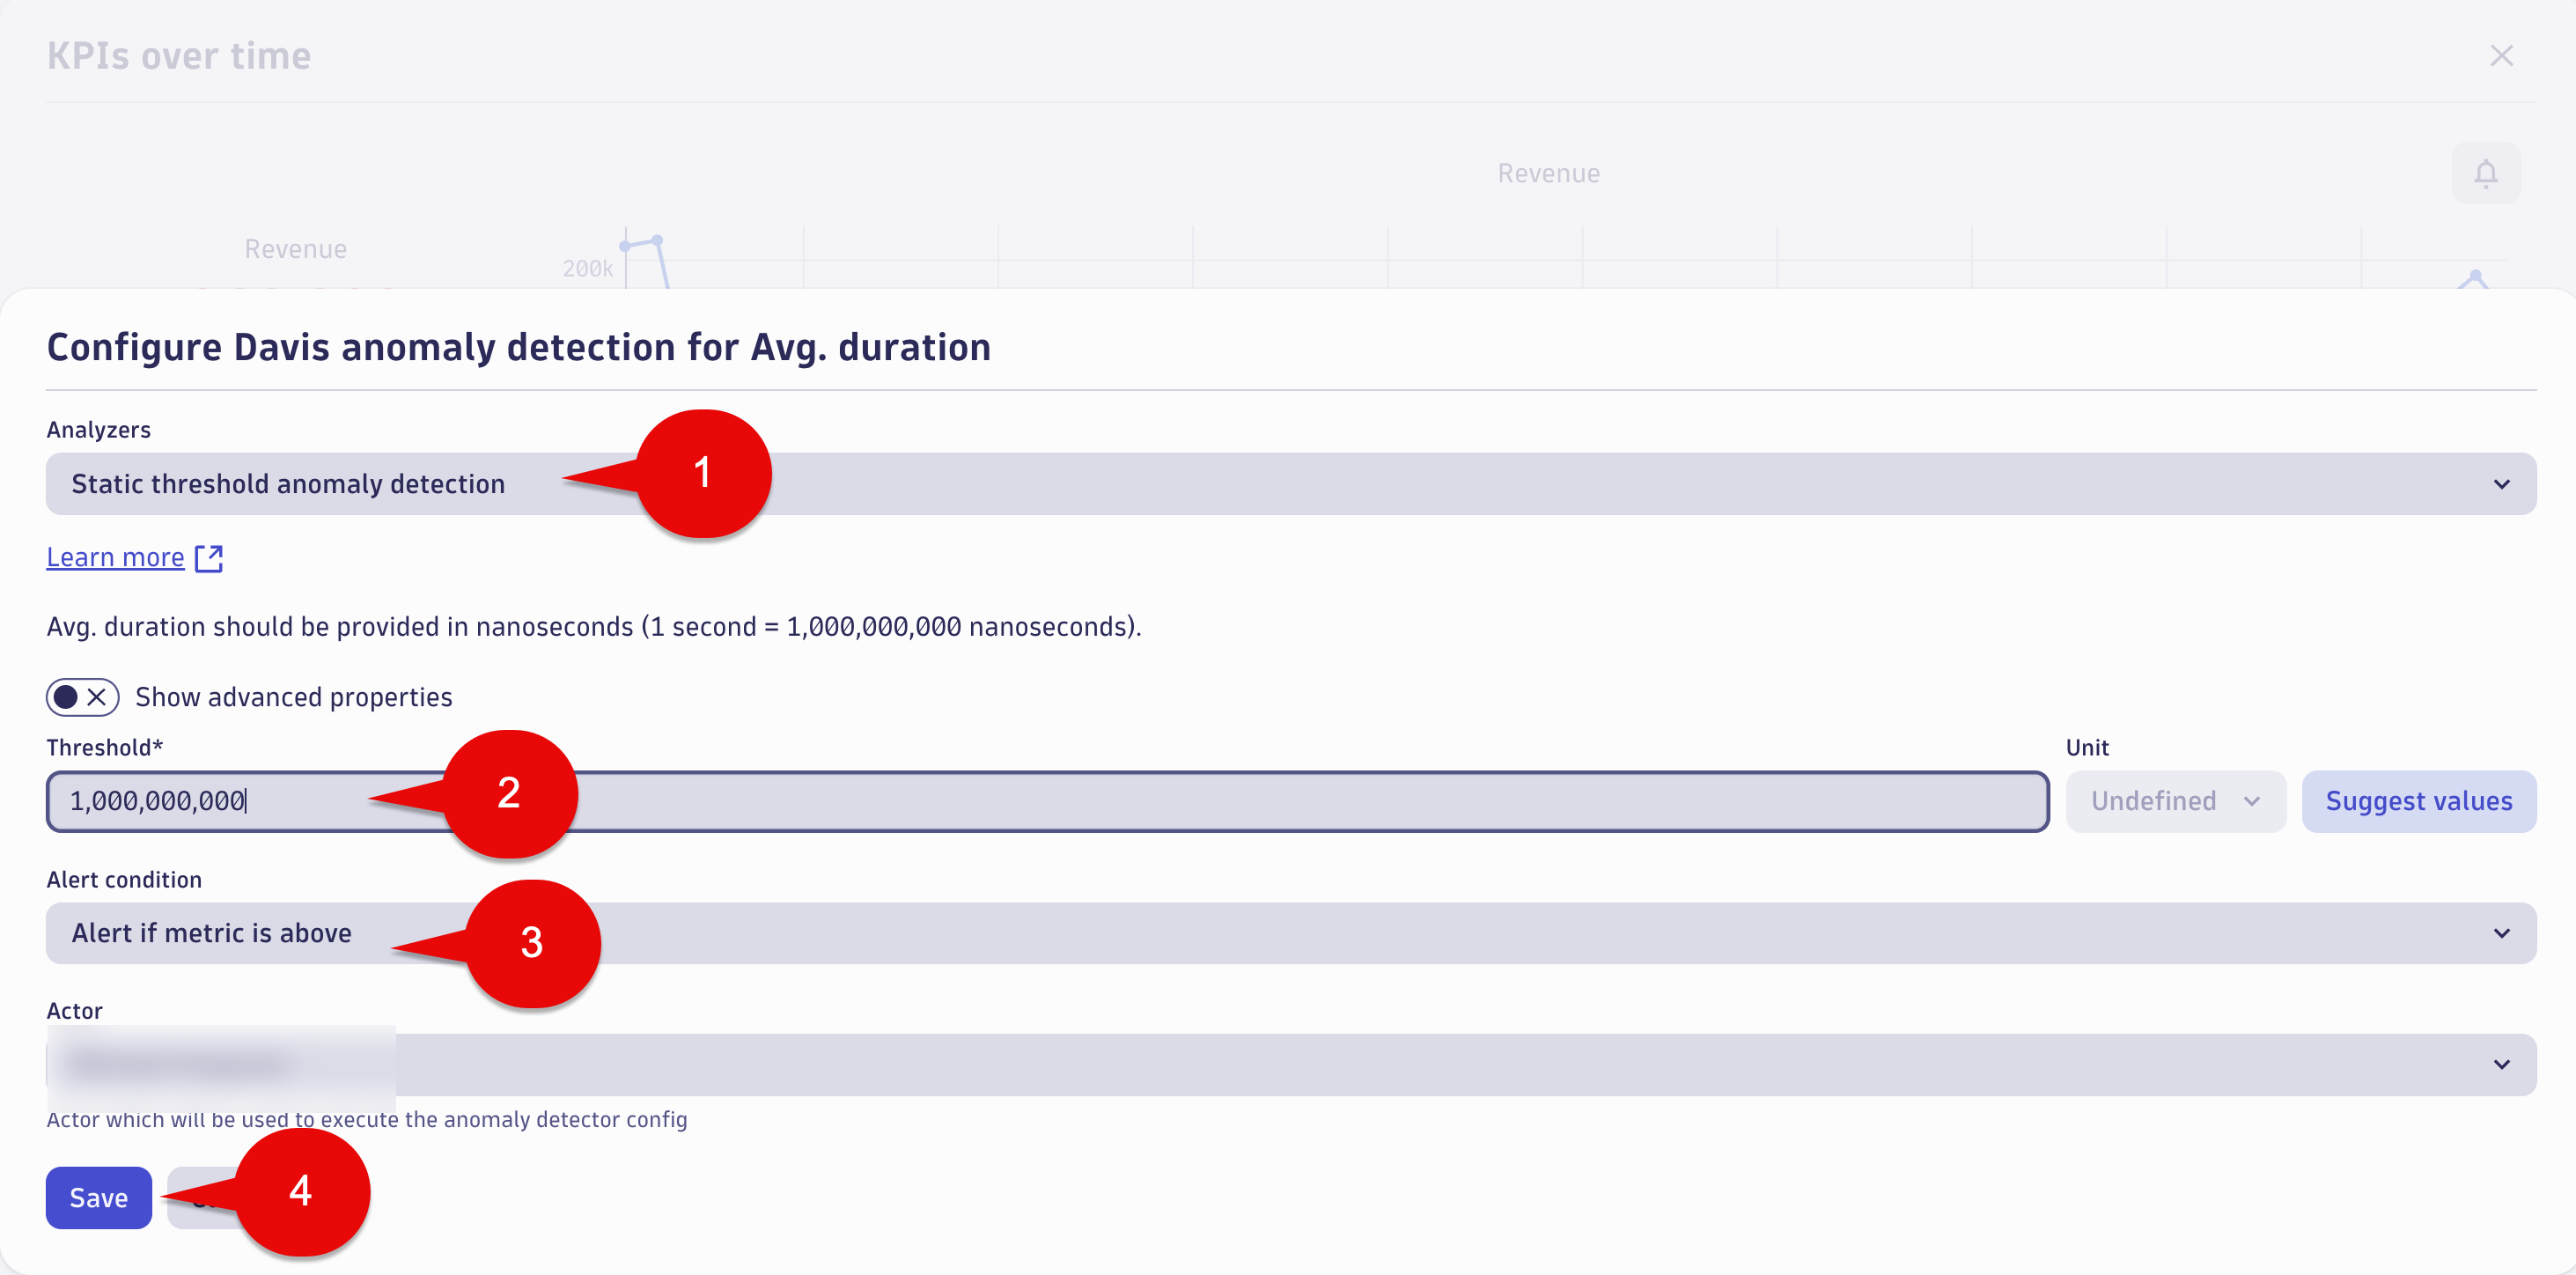 KPIs over time
Revenue
Revenue
200k
Configure Davis anomaly detection for Avg. duration
Analyzers
Static threshold anomaly detection
1
Learn more
Avg. duration should be provided in nanoseconds (1 second = 1,000,000,000 nanoseconds).
Show advanced properties
Threshold*
Unit
1,000,000,000
2
Undefined
Suggest values
Alert condition
Alert if metric is above
3
Actor
Actor which will be used to execute the anomaly detector config
Save
4